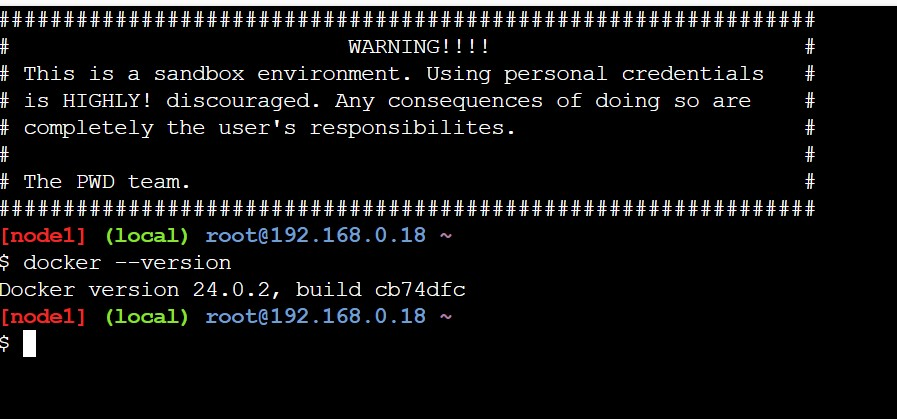 ###############################################################
#                          WARNING!!!!                        #
# This is a sandbox environment. Using personal credentials   #
# is HIGHLY! discouraged. Any consequences of doing so are    #
# completely the user's responsibilites.                      #
#                                                             #
# The PWD team.                                               #
###############################################################
[node1] (local) root@192.168.0.18 ~
$ docker --version
Docker version 24.0.2, build cb74dfc
[node1] (local) root@192.168.0.18 ~
$